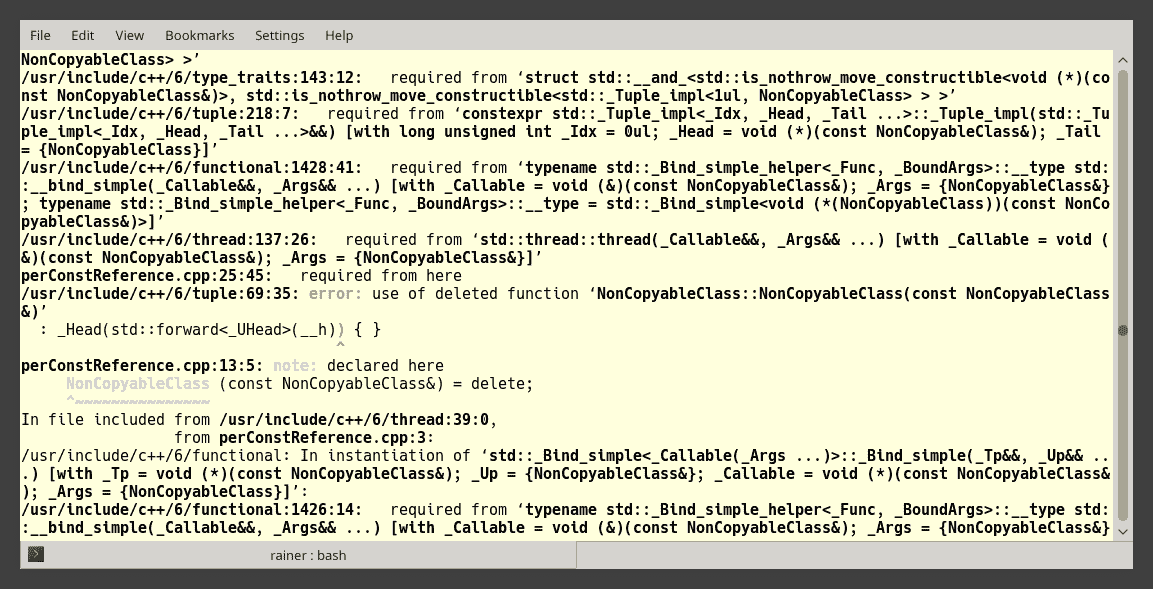 File Edit View Bookmarks Settings Help
NonCopyableClass> >’
/usr/include/c++/6/type_traits:143:12:   required from ‘struct std::__and_<std::is_nothrow_move_constructible<void (*)(co
nst NonCopyableClass&)>, std::is_nothrow_move_constructible<std::_Tuple_impl<1ul, NonCopyableClass> > >’
/usr/include/c++/6/tuple:218:7:   required from ‘constexpr std::_Tuple_impl<_Idx, _Head, _Tail ...>::_Tuple_impl(std::_Tu
ple_impl<_Idx, _Head, _Tail ...>&&) [with long unsigned int _Idx = 0ul; _Head = void (*)(const NonCopyableClass&); _Tail
= {NonCopyableClass}]’
/usr/include/c++/6/functional:1428:41:   required from ‘typename std::_Bind_simple_helper<_Func, _BoundArgs>::__type std:
:__bind_simple(_Callable&&, _Args&& ...) [with _Callable = void (&)(const NonCopyableClass&); _Args = {NonCopyableClass}
; typename std::_Bind_simple_helper<_Func, _BoundArgs>::__type = std::_Bind_simple<void (*(NonCopyableClass))(const NonCo
pyableClass&)>]’
/usr/include/c++/6/thread:137:26:   required from ‘std::thread::thread(_Callable&&, _Args&& ...) [with _Callable = void (
&)(const NonCopyableClass&); _Args = {NonCopyableClass}]’
perConstReference.cpp:25:45:   required from here
/usr/include/c++/6/tuple:69:35: error: use of deleted function ‘NonCopyableClass::NonCopyableClass(const NonCopyableClass
&)’
  : _Head(std::forward<_UHead>(__h)) { }
                                   ^
perConstReference.cpp:13:5: note: declared here
     NonCopyableClass (const NonCopyableClass&) = delete;
     ^~~~~~~~~~~~~~~~
In file included from /usr/include/c++/6/thread:39:0,
                 from perConstReference.cpp:3:
/usr/include/c++/6/functional: In instantiation of ‘std::_Bind_simple<_Callable(_Args ...)>::_Bind_simple(_Tp&&, _Up&& ..
.) [with _Tp = void (*)(const NonCopyableClass&); _Up = {NonCopyableClass&}; _Callable = void (*)(const NonCopyableClass&
); _Args = {NonCopyableClass}]’:
/usr/include/c++/6/functional:1426:14:   required from ‘typename std::_Bind_simple_helper<_Func, _BoundArgs>::__type std:
:__bind_simple(_Callable&&, _Args&& ...) [with _Callable = void (&)(const NonCopyableClass&); _Args = {NonCopyableClass&}
rainer : bash